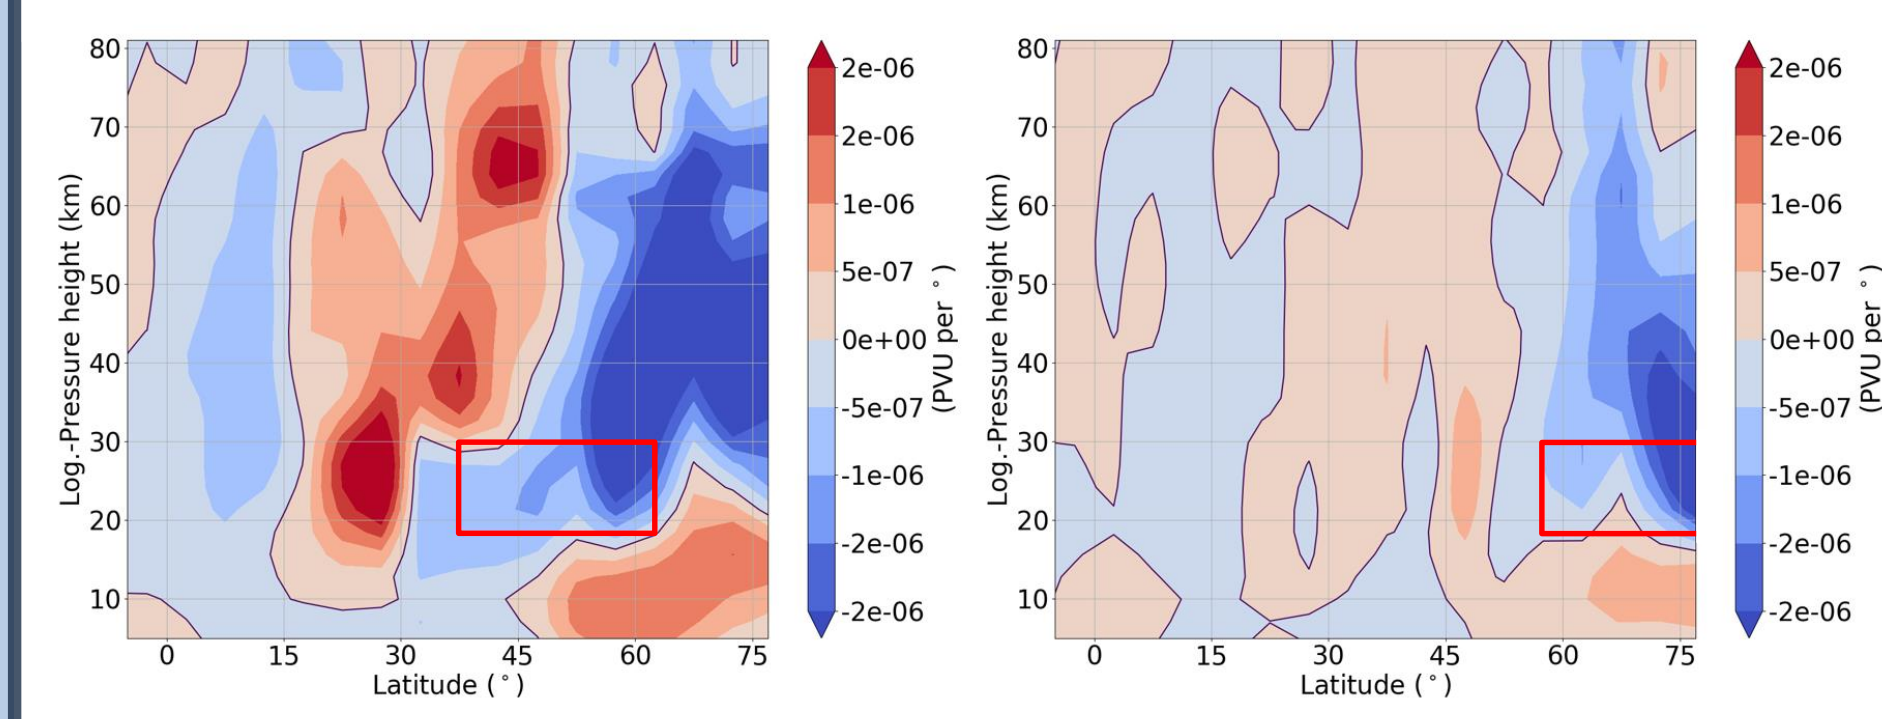 80
70
60
50
40
30
20
10
Log.-Pressure height (km)
0 15 30 45 60 75
Latitude (°)
2e-06
2e-06
1e-06
5e-07
0e+00
-5e-07
-1e-06
-2e-06
-2e-06
(PVU per °)
80
70
60
50
40
30
20
10
Log.-Pressure height (km)
0 15 30 45 60 75
Latitude (°)
2e-06
2e-06
1e-06
5e-07
0e+00
-5e-07
-1e-06
-2e-06
-2e-06
(PVU per °)